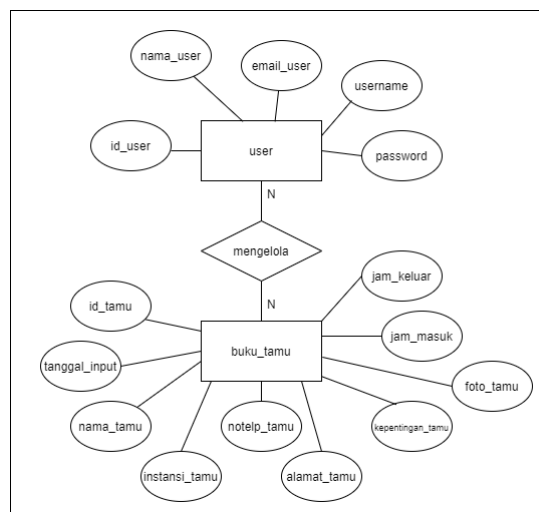 nama_user
email_user
username
id_user
user
password
N
mengelola
N
jam_keluar
id_tamu
jam_masuk
buku_tamu
tanggal_input
foto_tamu
nama_tamu
notelp_tamu
kepentingan_tamu
instansi_tamu
alamat_tamu